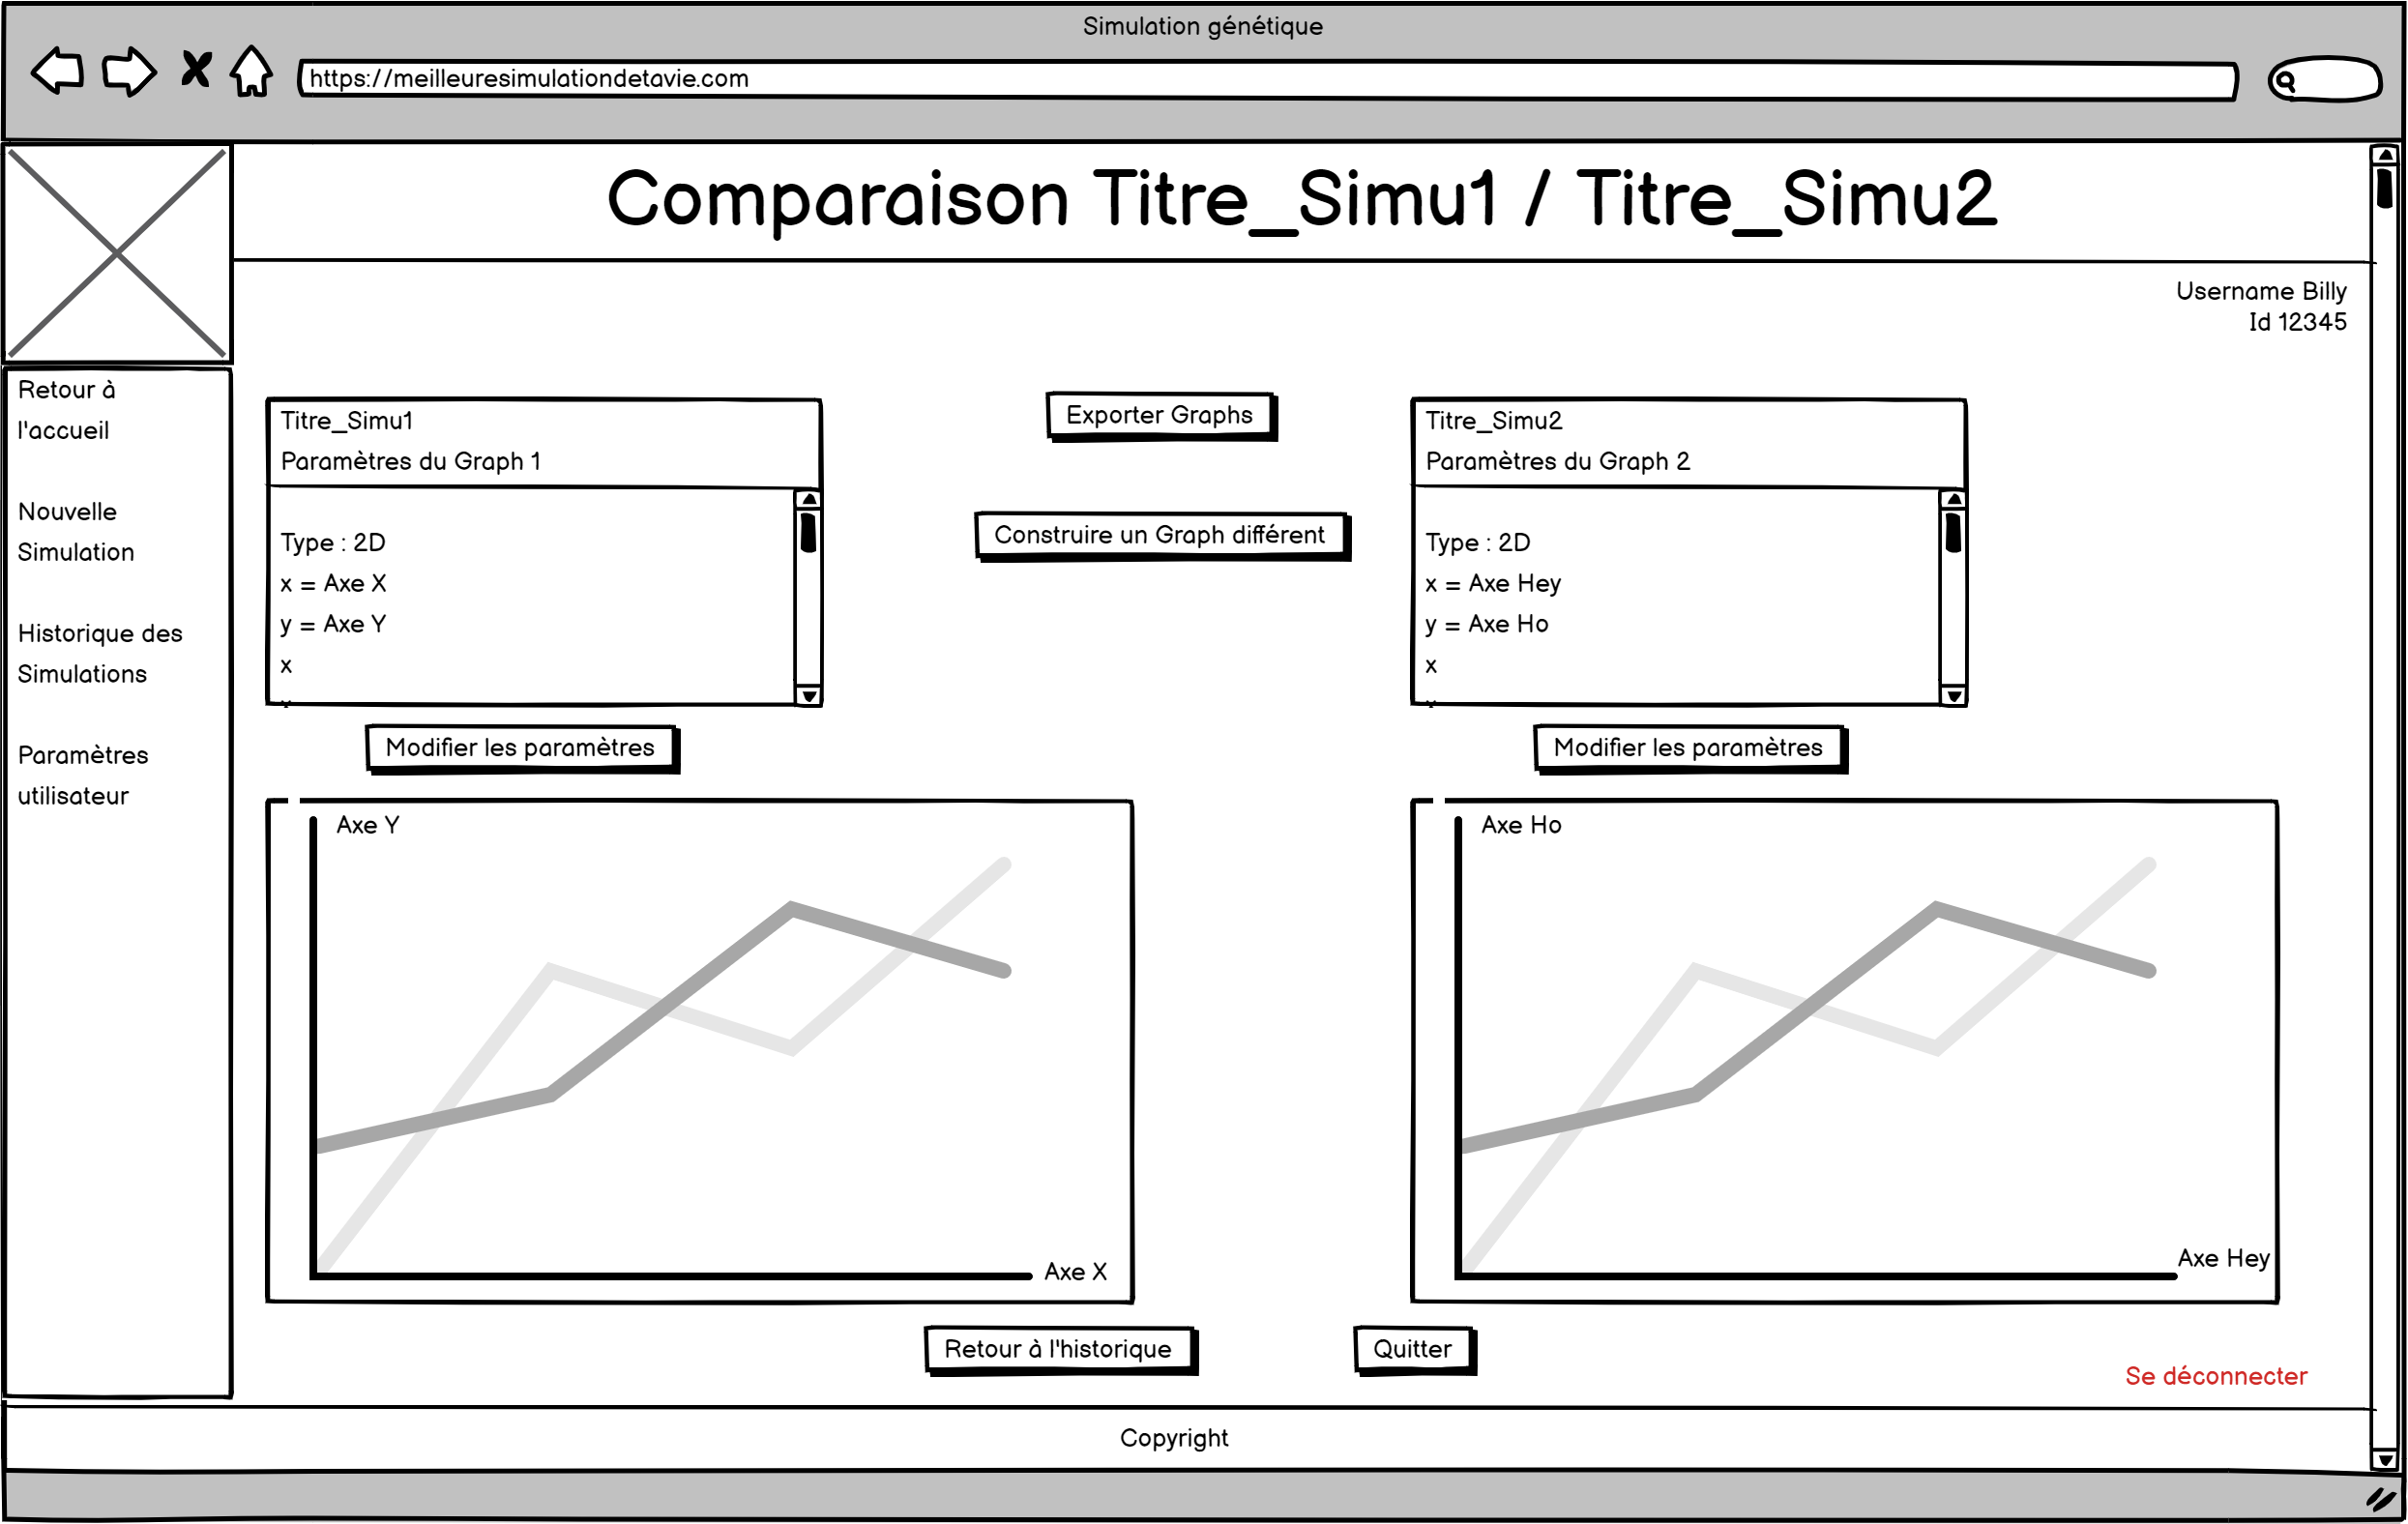 Simulation génétique
https://meilleuresimulationdetavie.com
Comparaison Titre_Simu1 / Titre_Simu2
Username Billy
Id 12345
Retour à
l'accueil
Nouvelle
Simulation
Historique des
Simulations
Paramètres
utilisateur
Titre_Simu1
Paramètres du Graph 1
Type : 2D
x = Axe X
y = Axe Y
x
Modifier les paramètres
Exporter Graphs
Construire un Graph différent
Titre_Simu2
Paramètres du Graph 2
Type : 2D
x = Axe Hey
y = Axe Ho
x
Modifier les paramètres
Axe Y
Axe X
Axe Ho
Axe Hey
Retour à l'historique
Quitter
Se déconnecter
Copyright